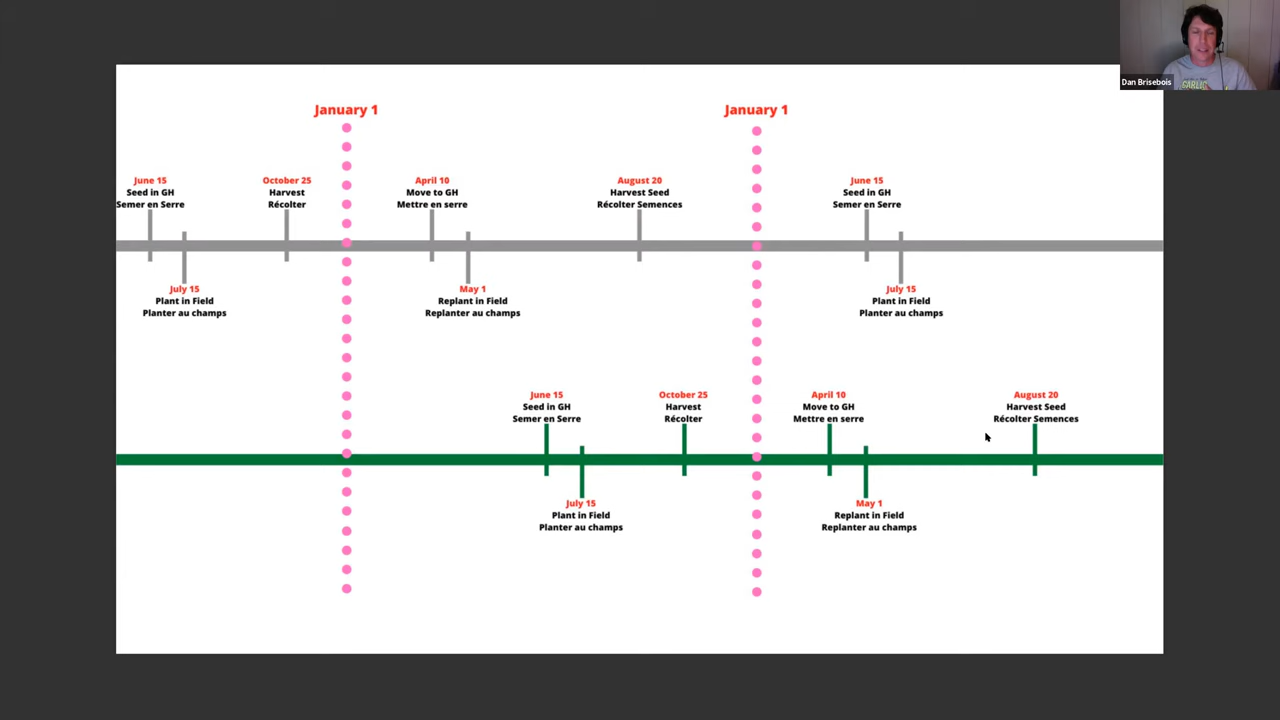 Dan Brisebois
GARLIC
January 1
January 1
June 15
Seed in GH
Semer en Serre
October 25
Harvest
Récolter
April 10
Move to GH
Mettre en serre
August 20
Harvest Seed
Récolter Semences
June 15
Seed in GH
Semer en Serre
July 15
Plant in Field
Planter au champs
May 1
Replant in Field
Replanter au champs
July 15
Plant in Field
Planter au champs
June 15
Seed in GH
Semer en Serre
October 25
Harvest
Récolter
April 10
Move to GH
Mettre en serre
August 20
Harvest Seed
Récolter Semences
July 15
Plant in Field
Planter au champs
May 1
Replant in Field
Replanter au champs